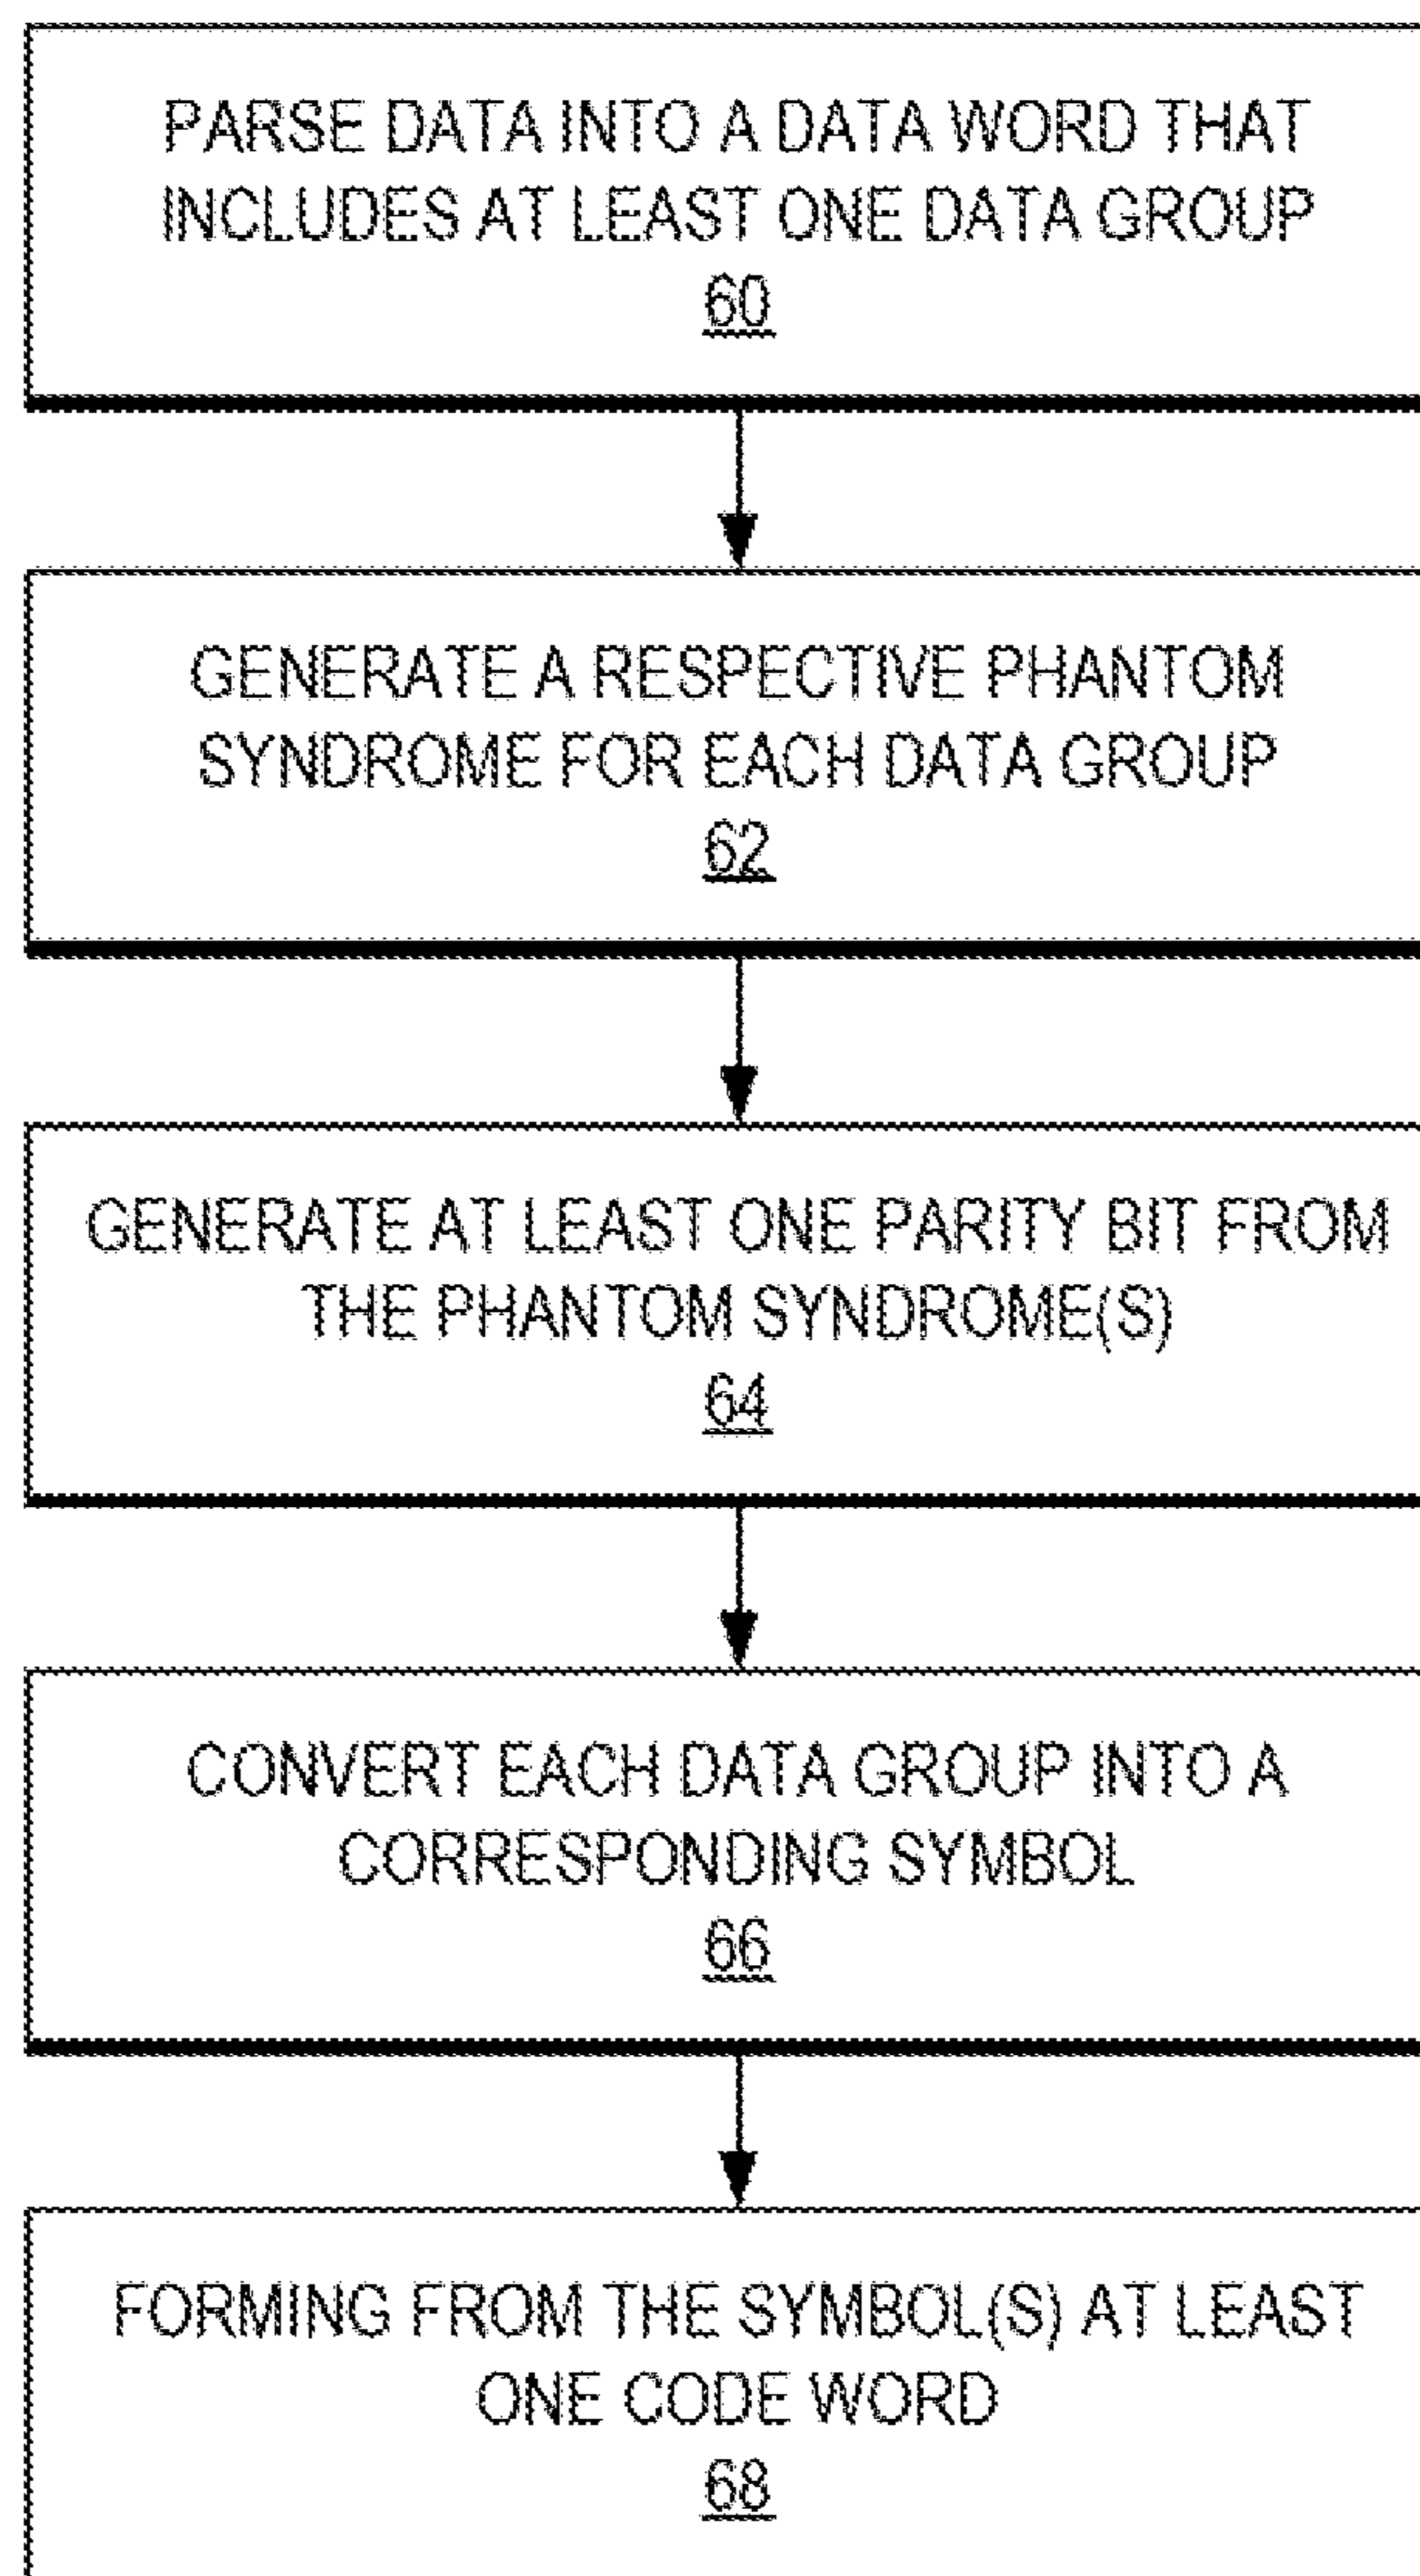 PARSE DATA INTO A DATA WORD THAT
INCLUDES AT LEAST ONE DATA GROUP
60
GENERATE A RESPECTIVE PHANTOM
SYNDROME FOR EACH DATA GROUP
62
GENERATE AT LEAST ONE PARITY BIT FROM
THE PHANTOM SYNDROME(S)
64
CONVERT EACH DATA GROUP INTO A
CORRESPONDING SYMBOL
66
FORMING FROM THE SYMBOL(S) AT LEAST
ONE CODE WORD
68